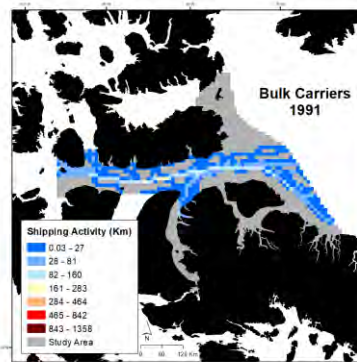 Bulk Carriers
1991
Shipping Activity (Km)
0.03 - 27
28 - 81
82 - 160
161 - 283
284 - 464
465 - 842
843 - 1358
Study Area
N